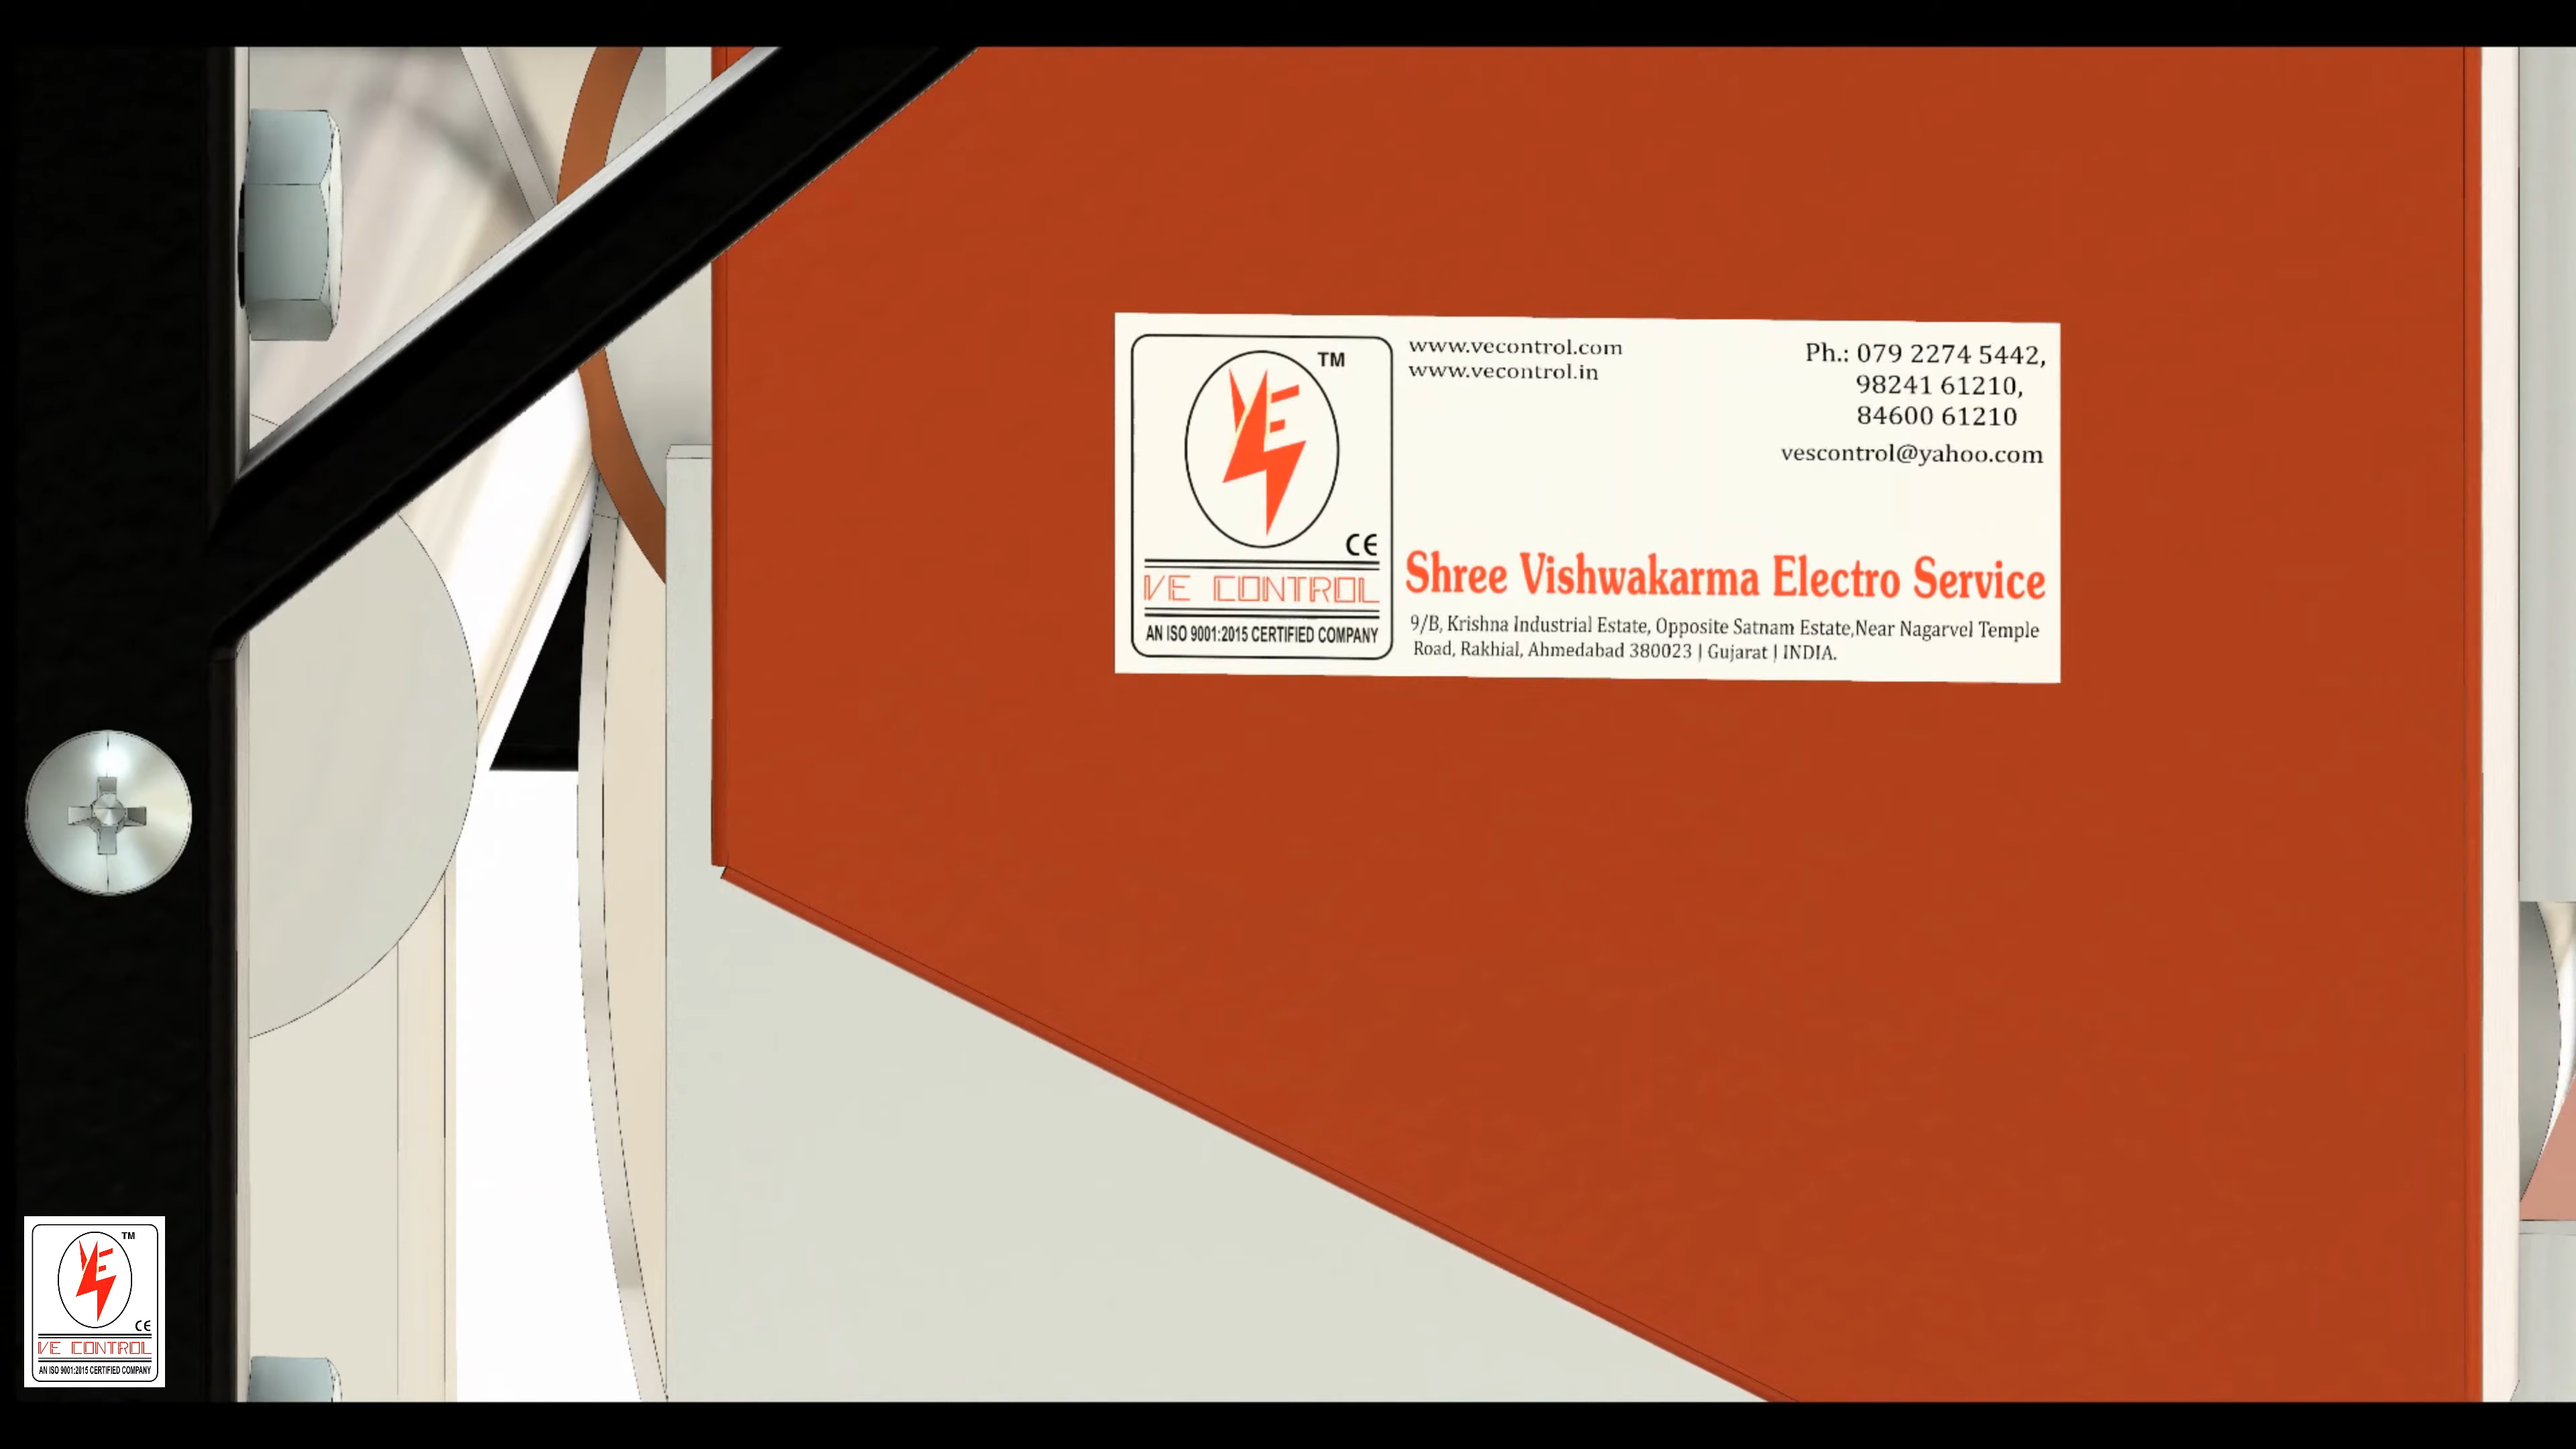 TM
VE
CE
VE CONTROL
AN ISO 9001:2015 CERTIFIED COMPANY
www.vecontrol.com
www.vecontrol.in
Ph.: 079 2274 5442,
98241 61210,
84600 61210
vescontrol@yahoo.com
Shree Vishwakarma Electro Service
9/B, Krishna Industrial Estate, Opposite Satnam Estate,Near Nagarvel Temple
Road, Rakhial, Ahmedabad 380023 | Gujarat | INDIA.
TM
VE
CE
VE CONTROL
AN ISO 9001:2015 CERTIFIED COMPANY